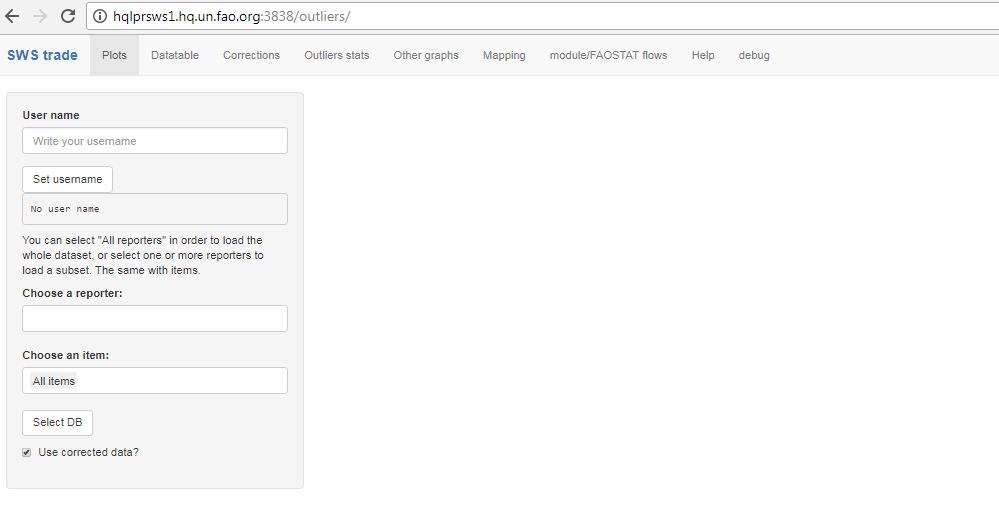 hqlprsws1.hq.un.fao.org:3838/outliers/
SWS trade Plots Datatable Corrections Outliers stats Other graphs Mapping module/FAOSTAT flows Help debug
User name
Write your username
Set username
No user name
You can select "All reporters" in order to load the
whole dataset, or select one or more reporters to
load a subset. The same with items.
Choose a reporter:
Choose an item:
All items
Select DB
Use corrected data?